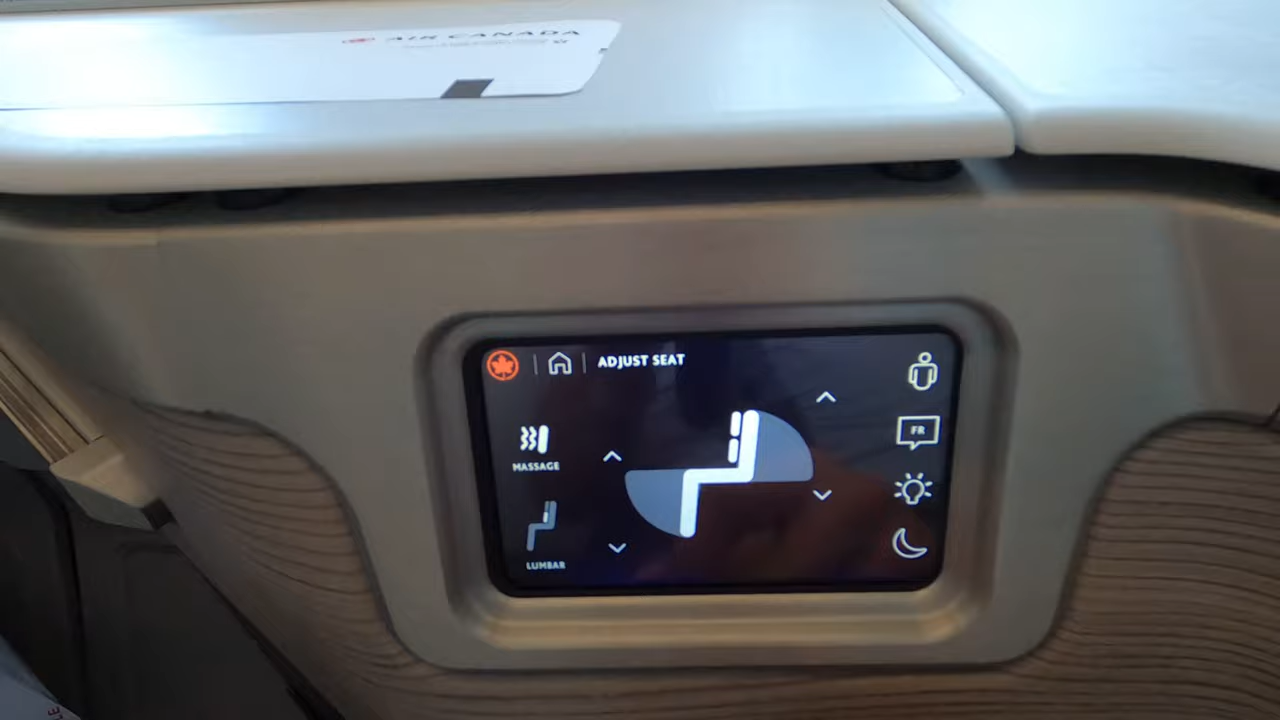 AIR CANADA
ADJUST SEAT
MASSAGE
FR
LUMBAR